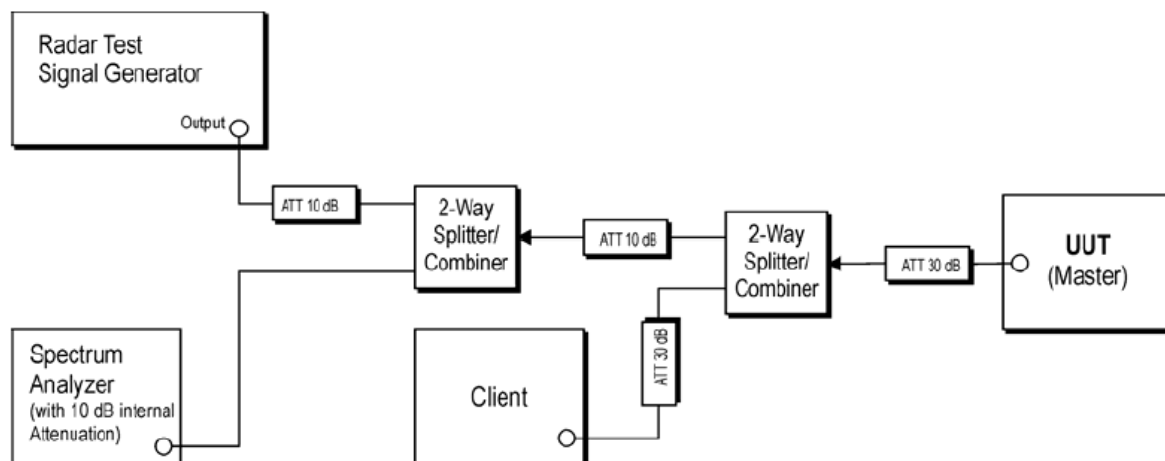 Radar Test
Signal Generator
Output
ATT 10 dB
2-Way
Splitter/
Combiner
ATT 10 dB
2-Way
Splitter/
Combiner
ATT 30 dB
UUT
(Master)
ATT 30 dB
Spectrum
Analyzer
(with 10 dB internal
Attenuation)
Client